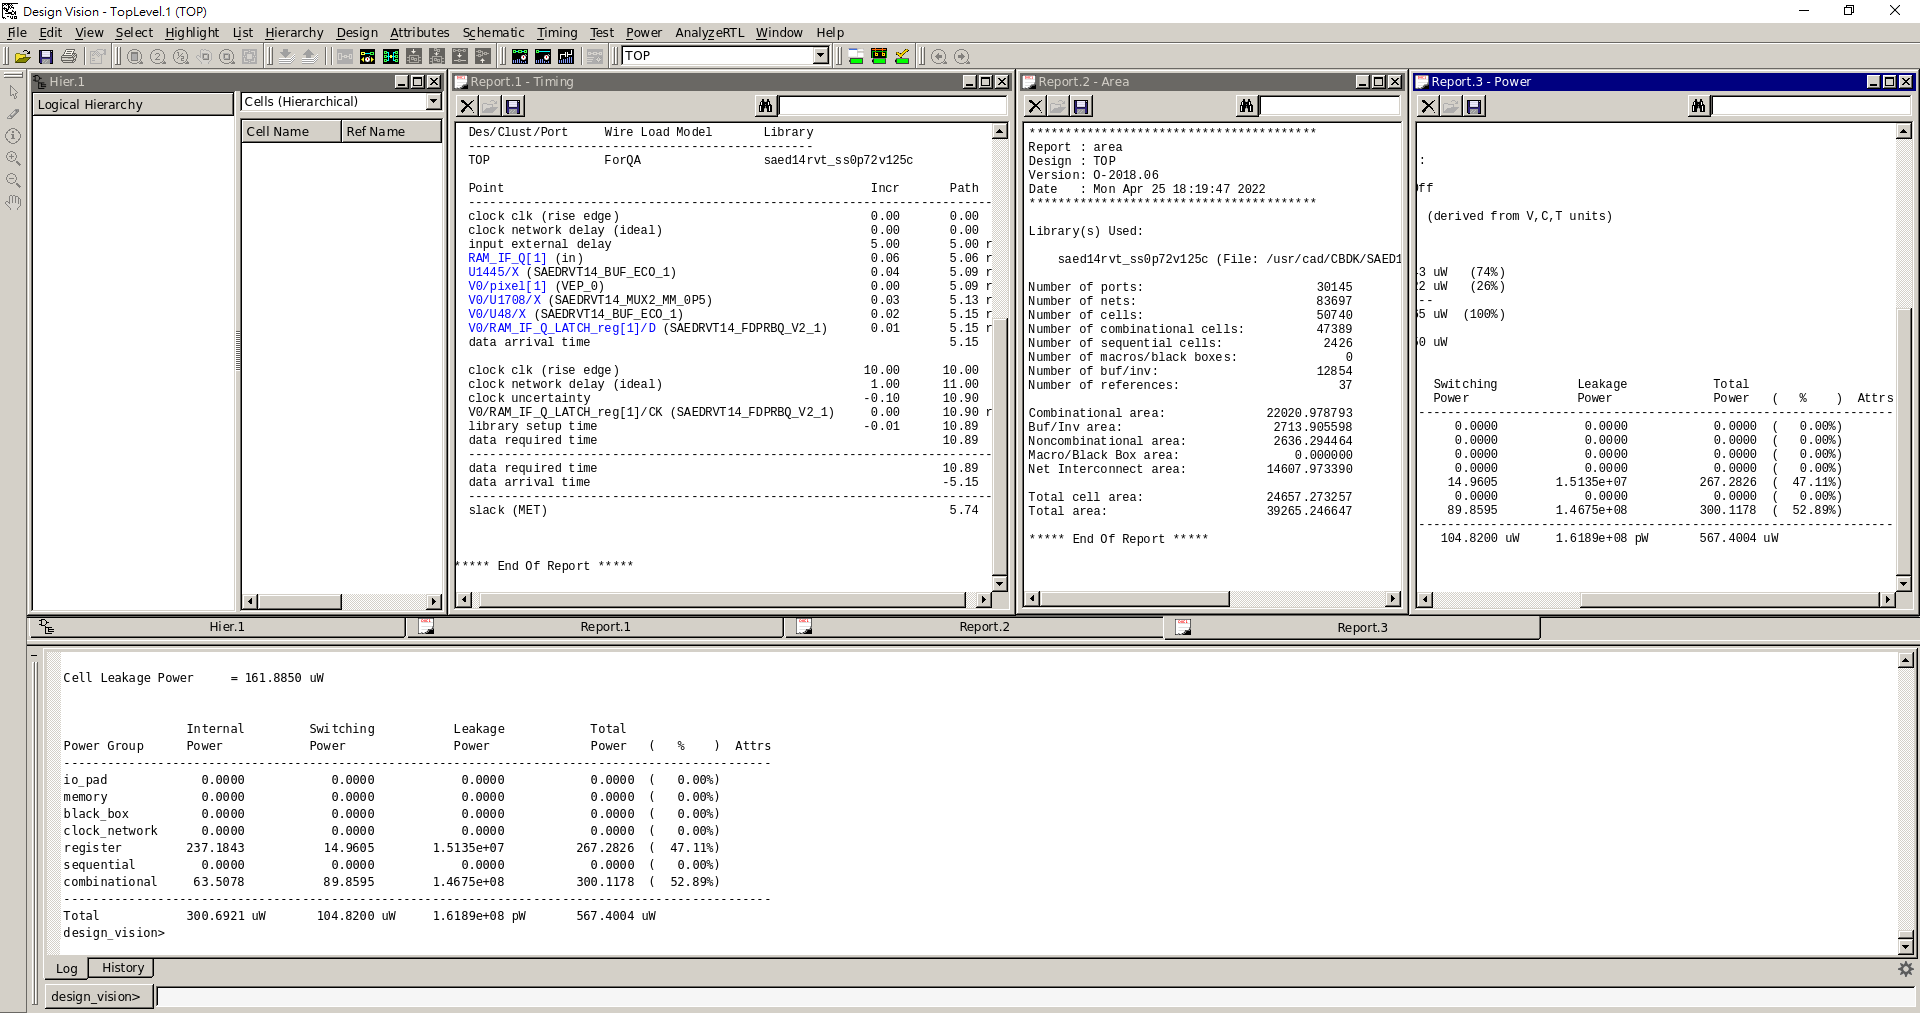 Design Vision - TopLevel.1 (TOP)
File Edit View Select Highlight List Hierarchy Design Attributes Schematic Timing Test Power AnalyzeRTL Window Help
TOP
Hier.1
Logical Hierarchy
Cells (Hierarchical)
Cell Name Ref Name
Report.1 - Timing
Des/Clust/Port Wire Load Model Library
------------------------------------------------
TOP ForQA saed14rvt_ss0p72v125c
Point Incr Path
--------------------------------------------------------------------------
clock clk (rise edge) 0.00 0.00
clock network delay (ideal) 0.00 0.00
input external delay 5.00 5.00 r
RAM_IF_Q[1] (in) 0.06 5.06 r
U1445/X (SAEDRVT14_BUF_ECO_1) 0.04 5.09 r
V0/pixel[1] (VEP_0) 0.00 5.09 r
V0/U1708/X (SAEDRVT14_MUX2_MM_0P5) 0.03 5.13 r
V0/U48/X (SAEDRVT14_BUF_ECO_1) 0.02 5.15 r
V0/RAM_IF_Q_LATCH_reg[1]/D (SAEDRVT14_FDPRBQ_V2_1) 0.01 5.15 r
data arrival time 5.15
clock clk (rise edge) 10.00 10.00
clock network delay (ideal) 1.00 11.00
clock uncertainty -0.10 10.90
V0/RAM_IF_Q_LATCH_reg[1]/CK (SAEDRVT14_FDPRBQ_V2_1) 0.00 10.90 r
library setup time -0.01 10.89
data required time 10.89
--------------------------------------------------------------------------
data required time 10.89
data arrival time -5.15
--------------------------------------------------------------------------
slack (MET) 5.74
***** End Of Report *****
Report.2 - Area
****************************************
Report : area
Design : TOP
Version: O-2018.06
Date : Mon Apr 25 18:19:47 2022
****************************************
Library(s) Used:
saed14rvt_ss0p72v125c (File: /usr/cad/CBDK/SAED1
Number of ports: 30145
Number of nets: 83697
Number of cells: 50740
Number of combinational cells: 47389
Number of sequential cells: 2426
Number of macros/black boxes: 0
Number of buf/inv: 12854
Number of references: 37
Combinational area: 22020.978793
Buf/Inv area: 2713.905598
Noncombinational area: 2636.294464
Macro/Black Box area: 0.000000
Net Interconnect area: 14607.973390
Total cell area: 24657.273257
Total area: 39265.246647
***** End Of Report *****
Report.3 - Power
:
ff
(derived from V,C,T units)
3 uW (74%)
2 uW (26%)
--
5 uW (100%)
0 uW
Switching Leakage Total
Power Power Power ( % ) Attrs
------------------------------------------------------------------
0.0000 0.0000 0.0000 ( 0.00%)
0.0000 0.0000 0.0000 ( 0.00%)
0.0000 0.0000 0.0000 ( 0.00%)
0.0000 0.0000 0.0000 ( 0.00%)
14.9605 1.5135e+07 267.2826 ( 47.11%)
0.0000 0.0000 0.0000 ( 0.00%)
89.8595 1.4675e+08 300.1178 ( 52.89%)
------------------------------------------------------------------
104.8200 uW 1.6189e+08 pW 567.4004 uW
Hier.1 Report.1 Report.2 Report.3
Cell Leakage Power = 161.8850 uW
Internal Switching Leakage Total
Power Group Power Power Power Power ( % ) Attrs
--------------------------------------------------------------------------------------------------
io_pad 0.0000 0.0000 0.0000 0.0000 ( 0.00%)
memory 0.0000 0.0000 0.0000 0.0000 ( 0.00%)
black_box 0.0000 0.0000 0.0000 0.0000 ( 0.00%)
clock_network 0.0000 0.0000 0.0000 0.0000 ( 0.00%)
register 237.1843 14.9605 1.5135e+07 267.2826 ( 47.11%)
sequential 0.0000 0.0000 0.0000 0.0000 ( 0.00%)
combinational 63.5078 89.8595 1.4675e+08 300.1178 ( 52.89%)
--------------------------------------------------------------------------------------------------
Total 300.6921 uW 104.8200 uW 1.6189e+08 pW 567.4004 uW
design_vision>
Log History
design_vision>